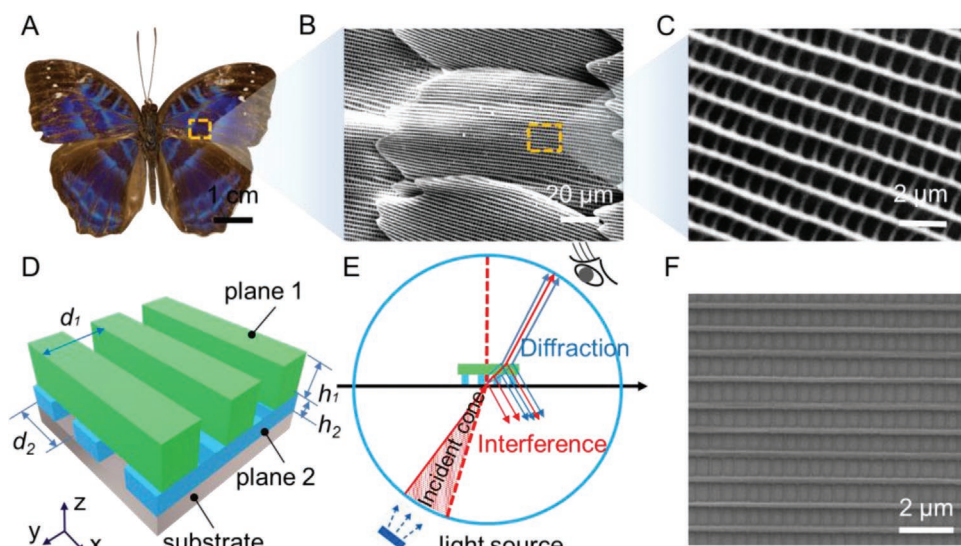 A
B
C
1 cm
20 µm
2 µm
D
E
F
plane 1
d1
h1
h2
d2
plane 2
z
y
x
substrate
Diffraction
Interference
Incident cone
light source
2 µm